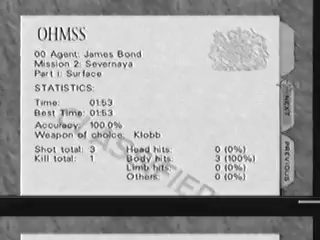 OHMSS
00 Agent: James Bond
Mission 2: Severnaya
Part i: Surface
STATISTICS:
Time: 01:53
Best Time: 01:53
Accuracy: 100.0%
Weapon of choice: Klobb
Shot total: 3 Head hits: 0 (0%)
Kill total: 1 Body hits: 3 (100%)
Limb hits: 0 (0%)
Others: 0 (0%)
CLASSIFIED
NEXT
PREVIOUS